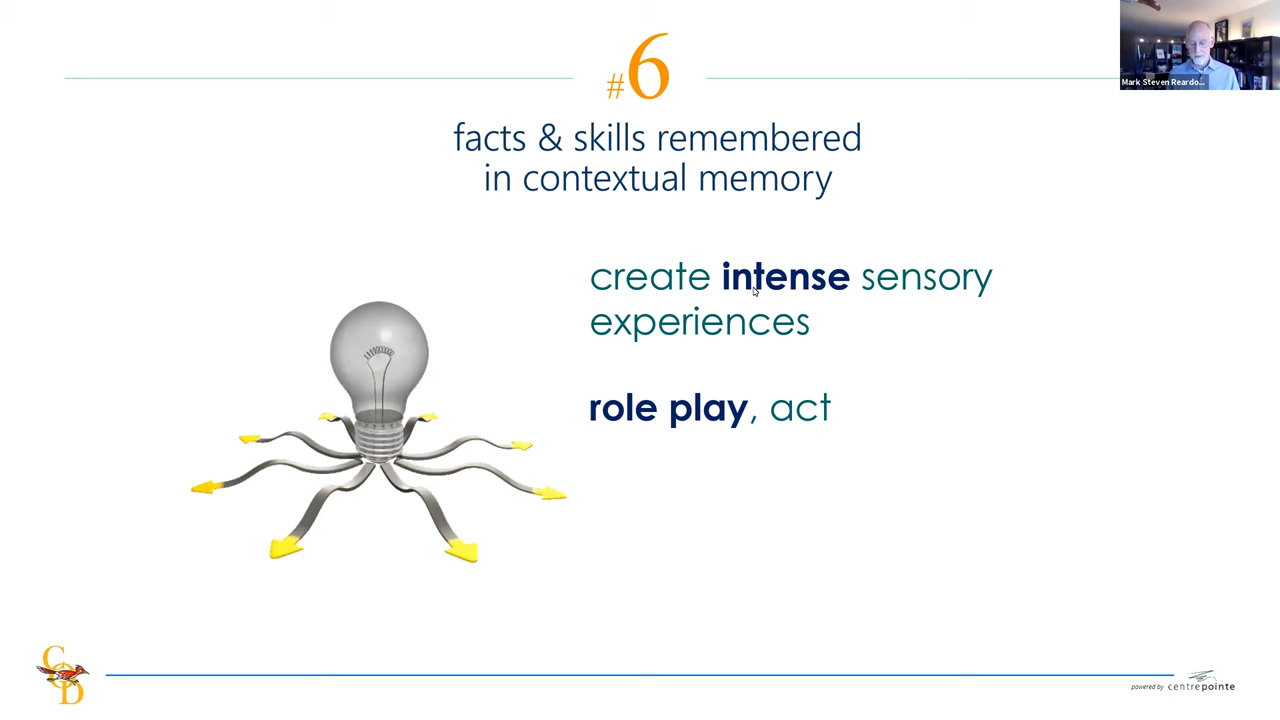 #6
facts & skills remembered
in contextual memory
create intense sensory
experiences
role play, act
Mark Steven Reardo...
COD
powered by centrepointe